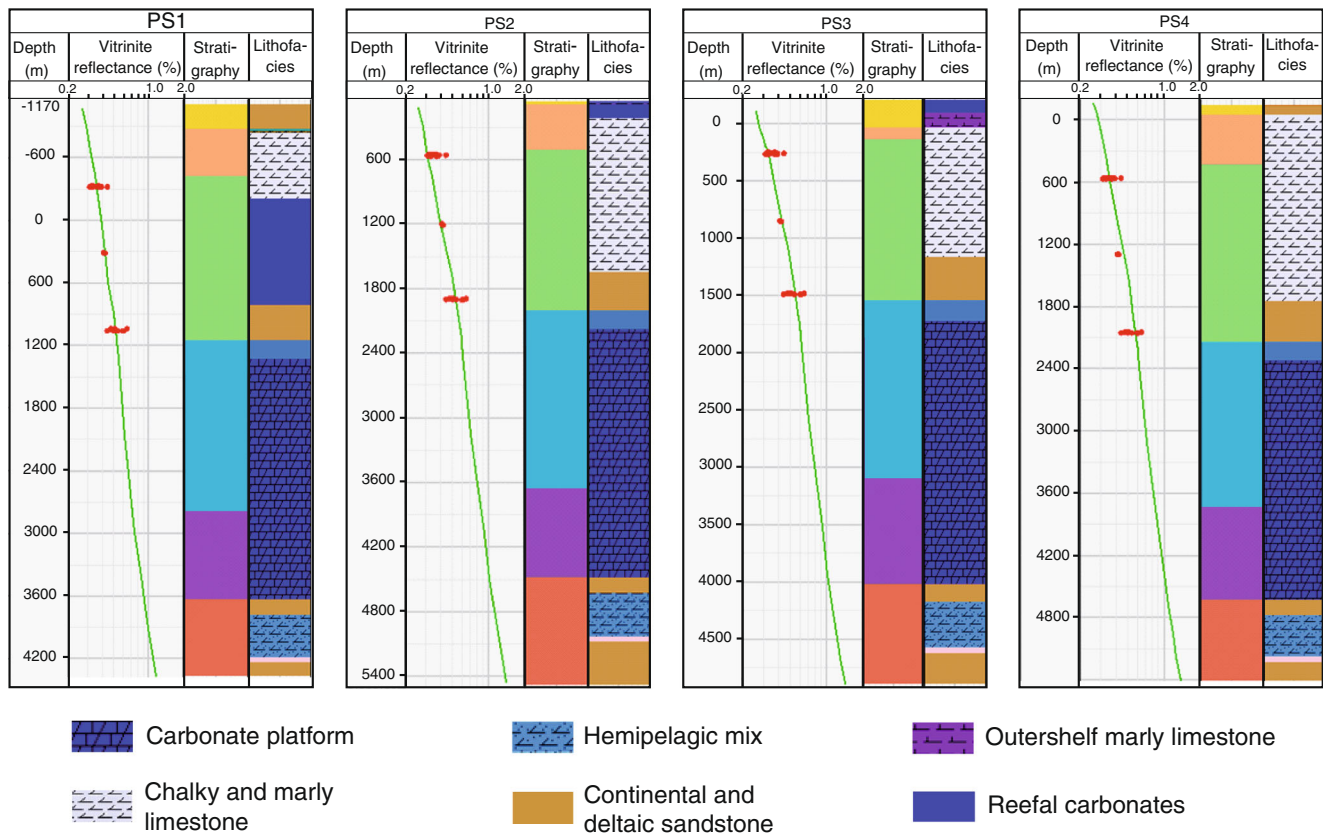 PS1
Depth (m)
Vitrinite reflectance (%)
Strati-graphy
Lithofa-cies
0.2 1.0 2.0
-1170
-600
0
600
1200
1800
2400
3000
3600
4200
PS2
Depth (m)
Vitrinite reflectance (%)
Strati-graphy
Lithofa-cies
0.2 1.0 2.0
600
1200
1800
2400
3000
3600
4200
4800
5400
PS3
Depth (m)
Vitrinite reflectance (%)
Strati-graphy
Lithofa-cies
0.2 1.0 2.0
0
500
1000
1500
2000
2500
3000
3500
4000
4500
PS4
Depth (m)
Vitrinite reflectance (%)
Strati-graphy
Lithofa-cies
0.2 1.0 2.0
0
600
1200
1800
2400
3000
3600
4200
4800
Carbonate platform
Hemipelagic mix
Outershelf marly limestone
Chalky and marly
limestone
Continental and
deltaic sandstone
Reefal carbonates